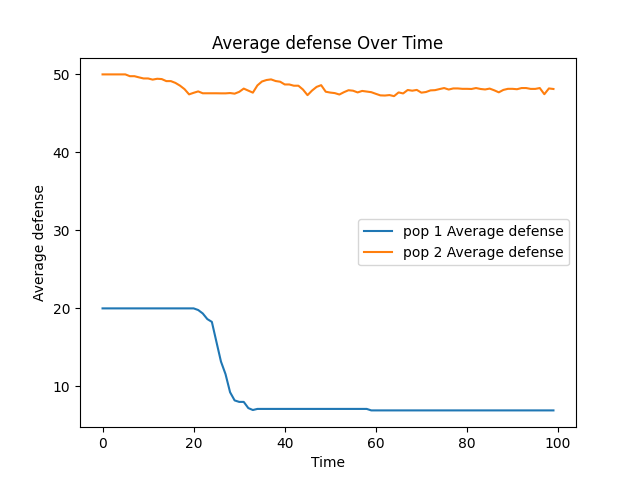 Average defense Over Time
Average defense
50
40
30
20
10
pop 1 Average defense
pop 2 Average defense
0 20 40 60 80 100
Time